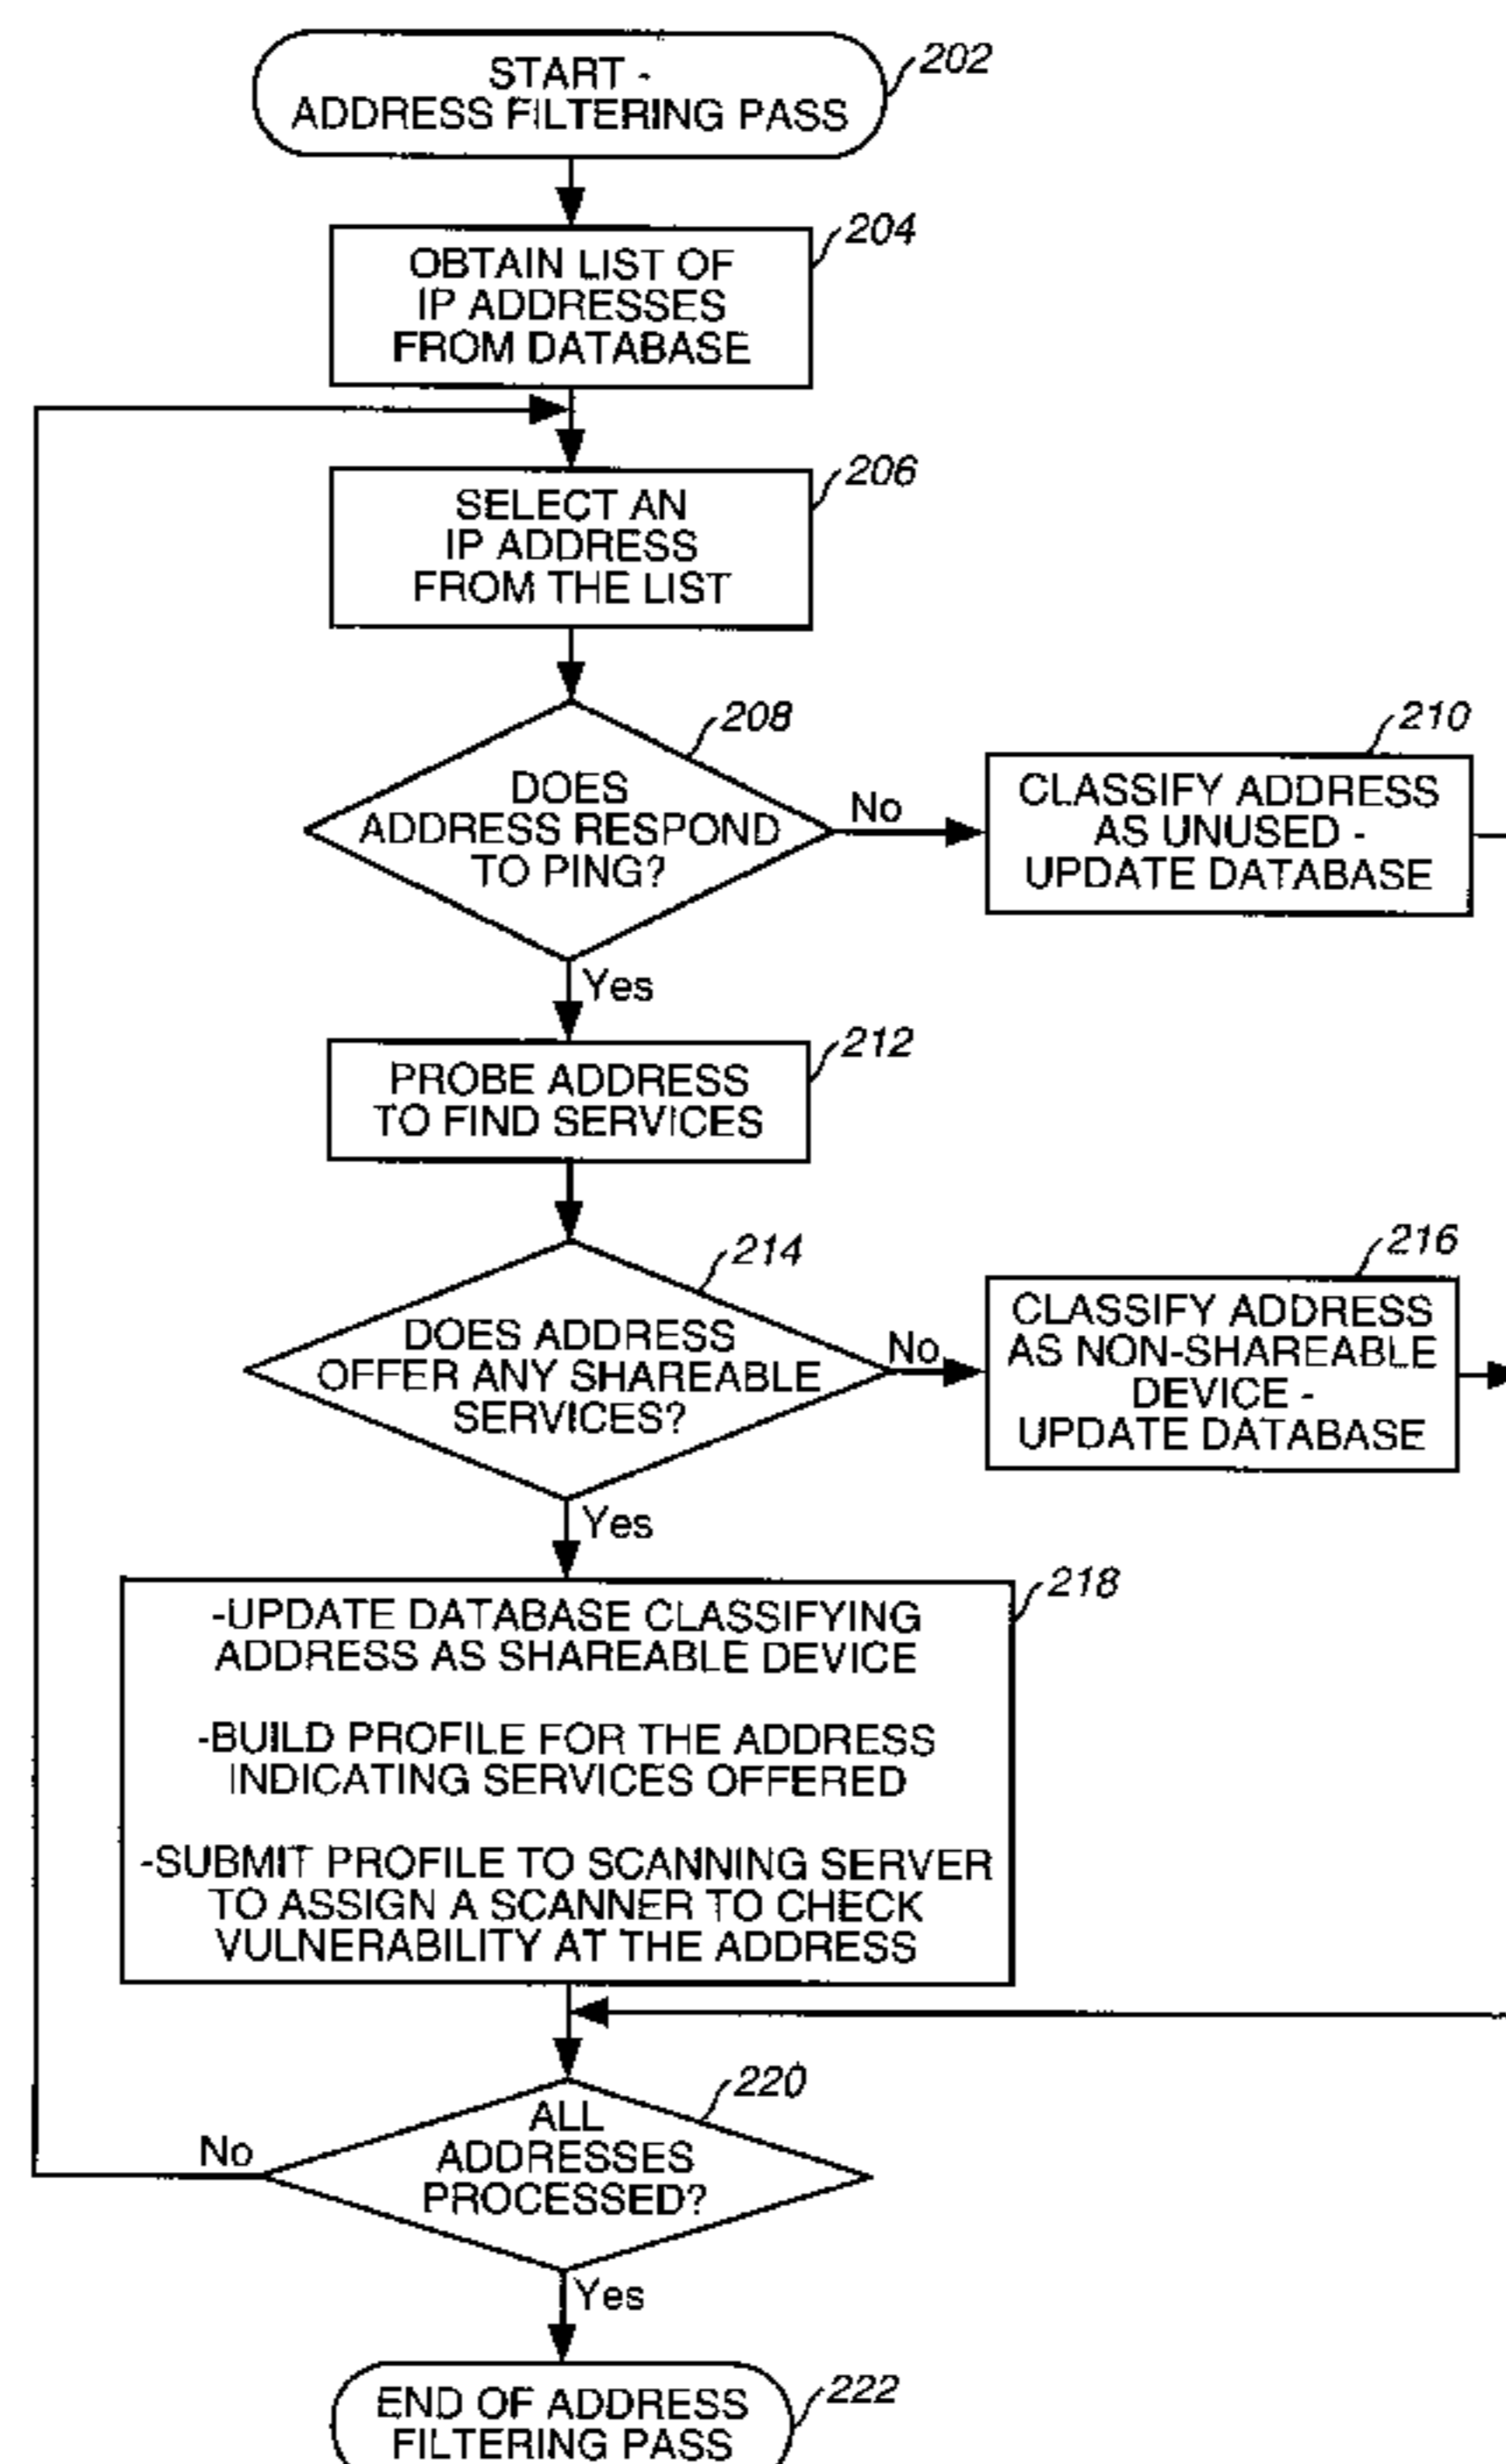 START -
ADDRESS FILTERING PASS
202
OBTAIN LIST OF
IP ADDRESSES
FROM DATABASE
204
SELECT AN
IP ADDRESS
FROM THE LIST
206
DOES
ADDRESS RESPOND
TO PING?
208
No
CLASSIFY ADDRESS
AS UNUSED -
UPDATE DATABASE
210
Yes
PROBE ADDRESS
TO FIND SERVICES
212
DOES ADDRESS
OFFER ANY SHAREABLE
SERVICES?
214
No
CLASSIFY ADDRESS
AS NON-SHAREABLE
DEVICE -
UPDATE DATABASE
216
Yes
-UPDATE DATABASE CLASSIFYING
ADDRESS AS SHAREABLE DEVICE
-BUILD PROFILE FOR THE ADDRESS
INDICATING SERVICES OFFERED
-SUBMIT PROFILE TO SCANNING SERVER
TO ASSIGN A SCANNER TO CHECK
VULNERABILITY AT THE ADDRESS
218
ALL
ADDRESSES
PROCESSED?
220
No
Yes
END OF ADDRESS
FILTERING PASS
222